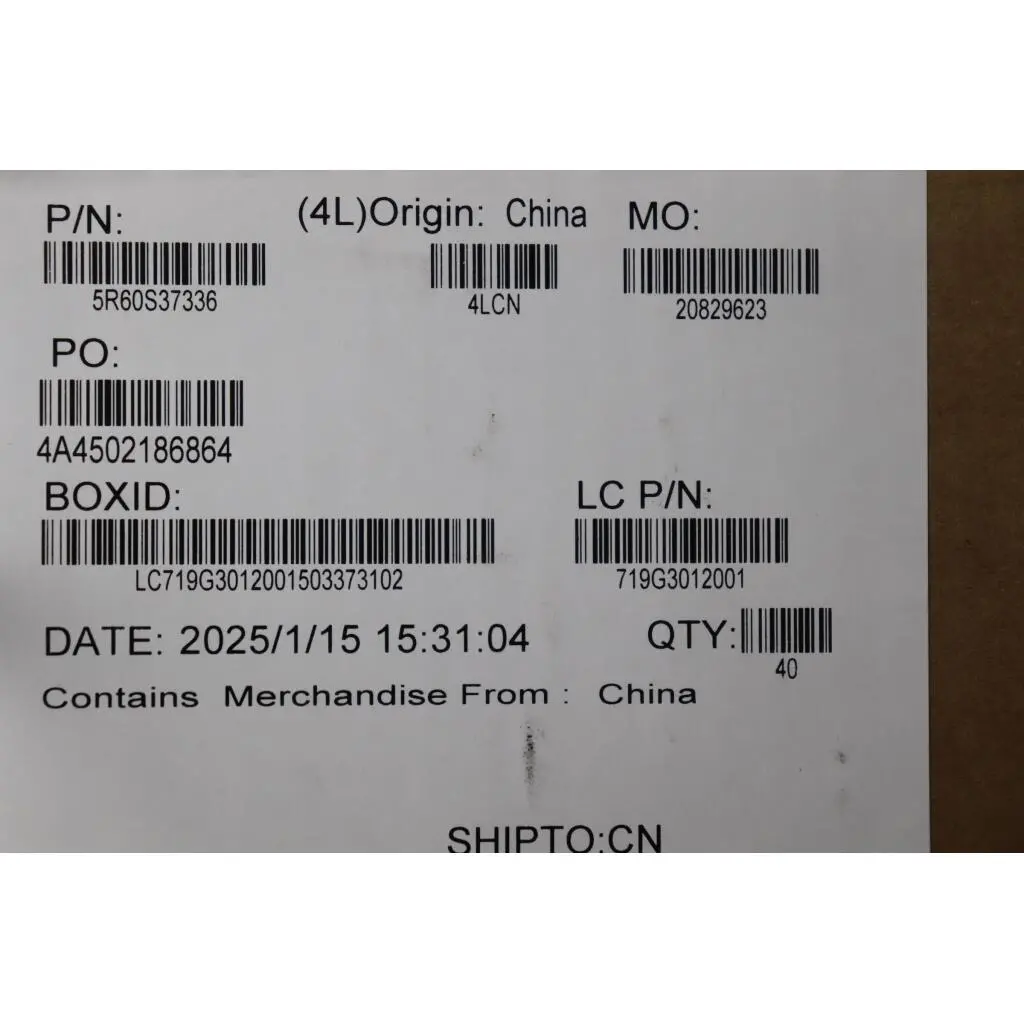 P/N: (4L)Origin: China MO:
5R60S37336 4LCN 20829623
PO:
4A4502186864
BOXID: LC P/N:
LC719G3012001503373102 719G3012001
DATE: 2025/1/15 15:31:04 QTY:
40
Contains Merchandise From : China
SHIPTO:CN